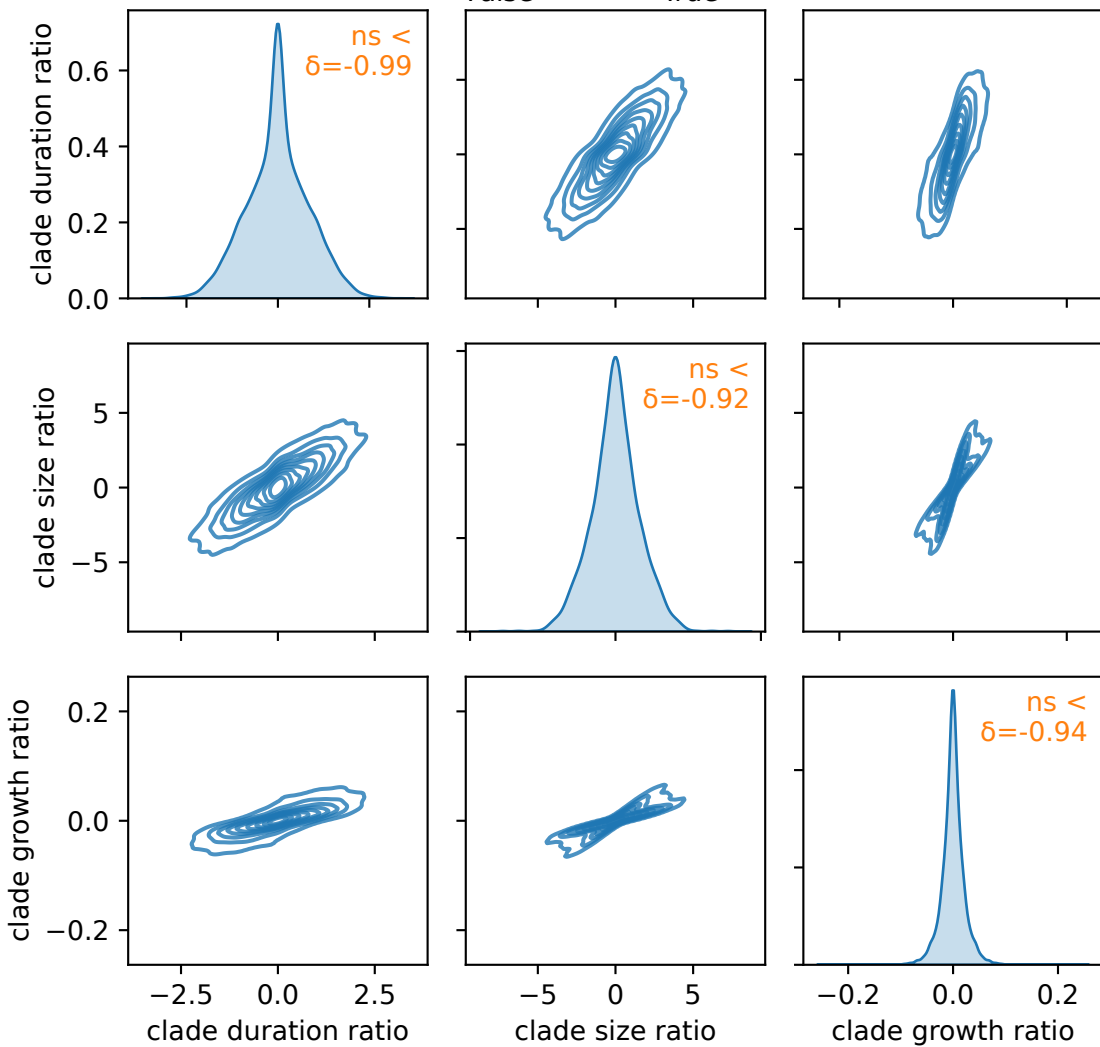 clade duration ratio
0.6
0.4
0.2
0.0
ns <
δ=-0.99
clade size ratio
5
0
−5
ns <
δ=-0.92
clade growth ratio
0.2
0.0
−0.2
ns <
δ=-0.94
−2.5 0.0 2.5
clade duration ratio
−5 0 5
clade size ratio
−0.2 0.0 0.2
clade growth ratio